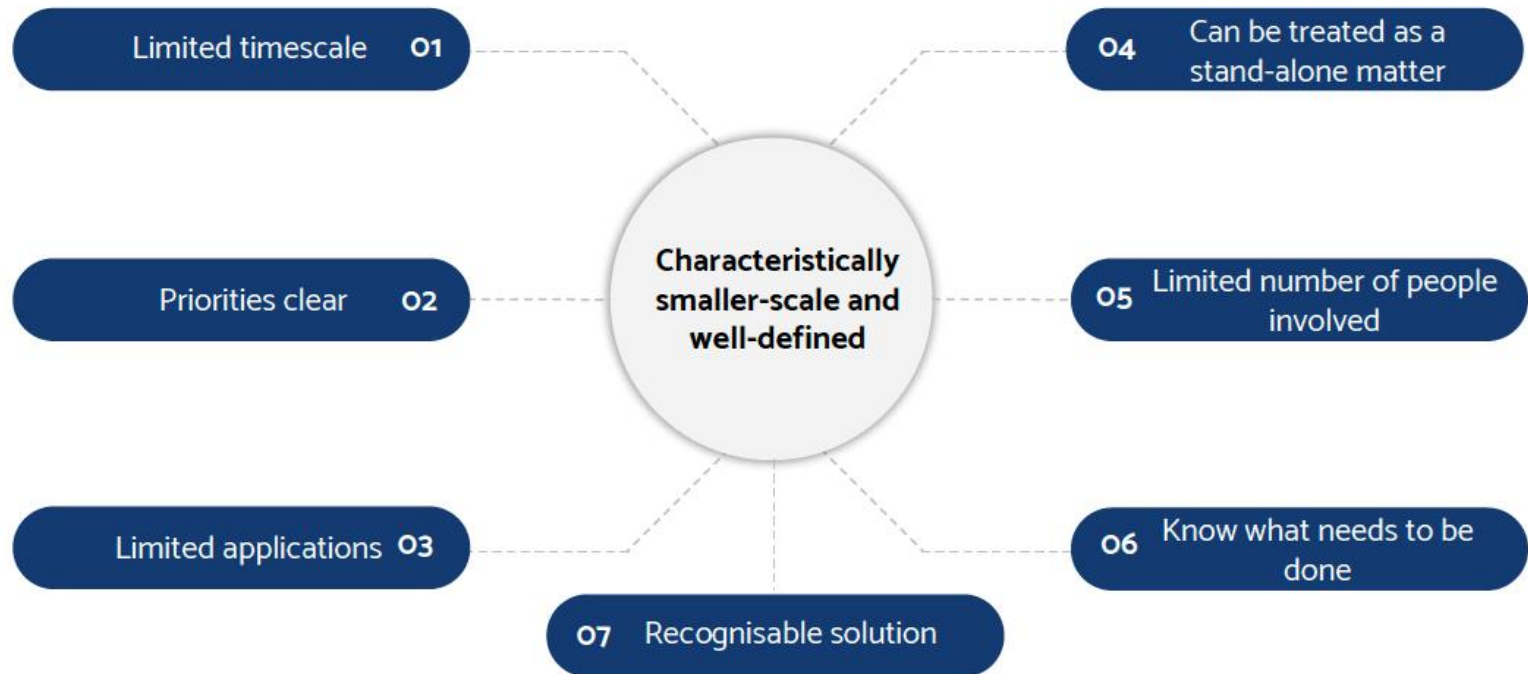 Limited timescale 01
Priorities clear 02
Limited applications 03
Characteristically
smaller-scale and
well-defined
04 Can be treated as a
stand-alone matter
05 Limited number of people
involved
06 Know what needs to be
done
07 Recognisable solution